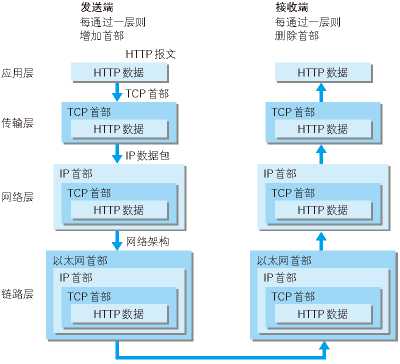 发送端
每通过一层则
增加首部
接收端
每通过一层则
删除首部
HTTP 报文
应用层
HTTP 数据
HTTP 数据
TCP 首部
传输层
TCP 首部
HTTP 数据
TCP 首部
HTTP 数据
IP 数据包
网络层
IP 首部
TCP 首部
HTTP 数据
IP 首部
TCP 首部
HTTP 数据
网络架构
链路层
以太网首部
IP 首部
TCP 首部
HTTP 数据
以太网首部
IP 首部
TCP 首部
HTTP 数据